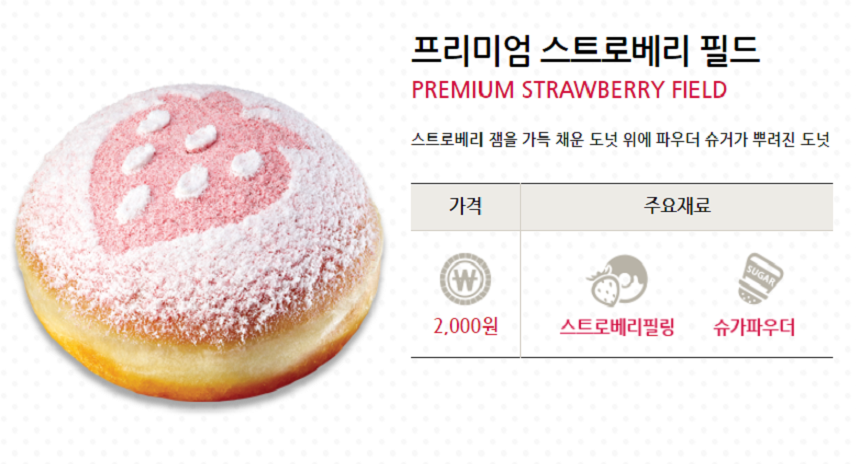 프리미엄 스트로베리 필드
PREMIUM STRAWBERRY FIELD
스트로베리 잼을 가득 채운 도넛 위에 파우더 슈거가 뿌려진 도넛
가격 주요재료
₩ SUGAR
2,000원 스트로베리필링 슈가파우더